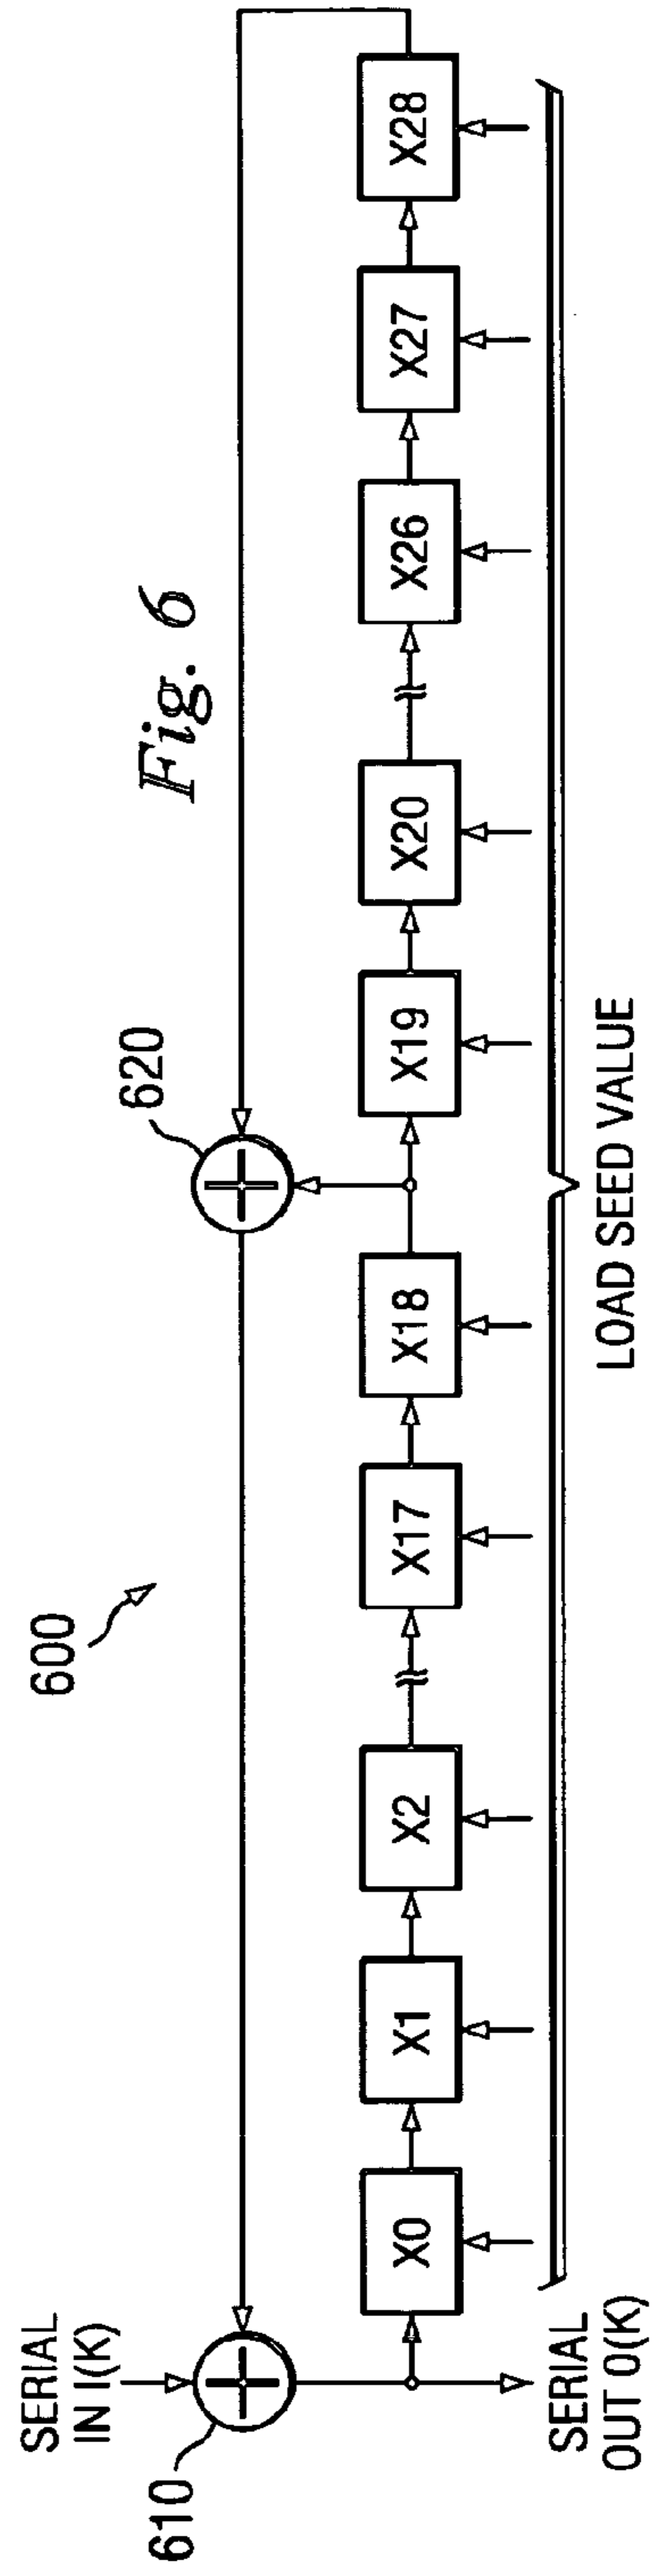 Fig. 6
600
SERIAL
IN I(K)
610
620
X0
X1
X2
X17
X18
X19
X20
X26
X27
X28
SERIAL
OUT 0(K)
LOAD SEED VALUE